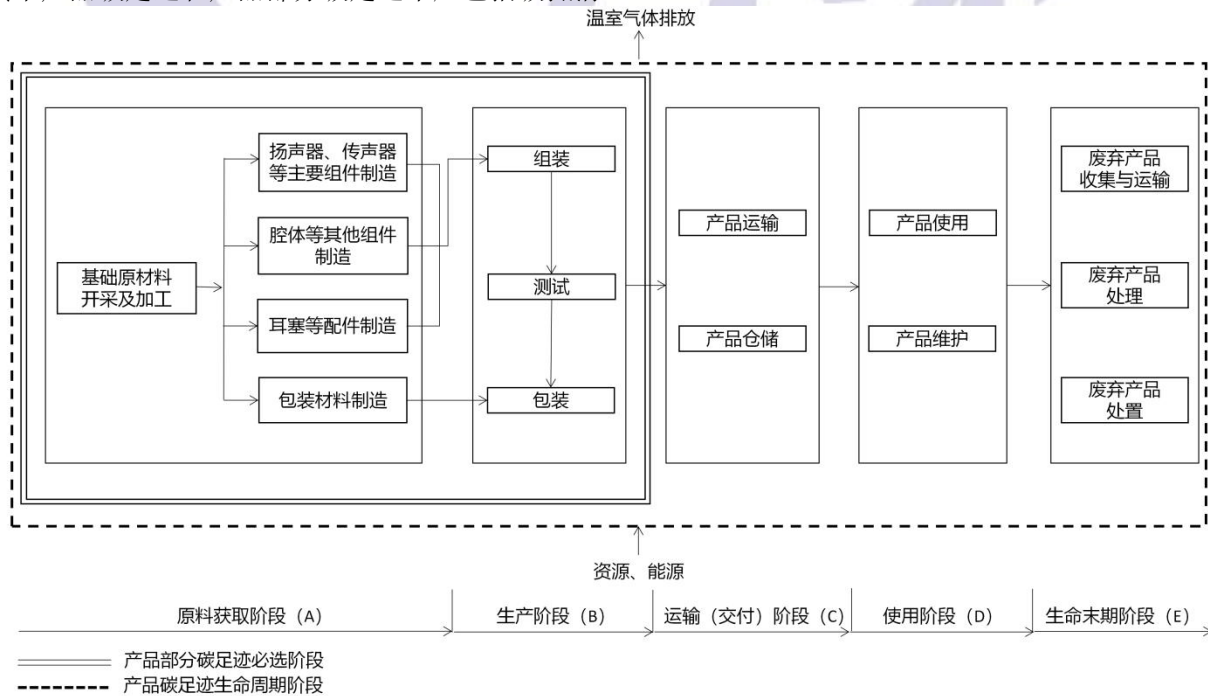 温室气体排放
扬声器、传声器
等主要组件制造
腔体等其他组件
制造
基础原材料
开采及加工
耳塞等配件制造
包装材料制造
组装
测试
包装
产品运输
产品仓储
产品使用
产品维护
废弃产品
收集与运输
废弃产品
处理
废弃产品
处置
资源、能源
原料获取阶段（A）
生产阶段（B）
运输（交付）阶段（C）
使用阶段（D）
生命末期阶段（E）
产品部分碳足迹必选阶段
产品碳足迹生命周期阶段